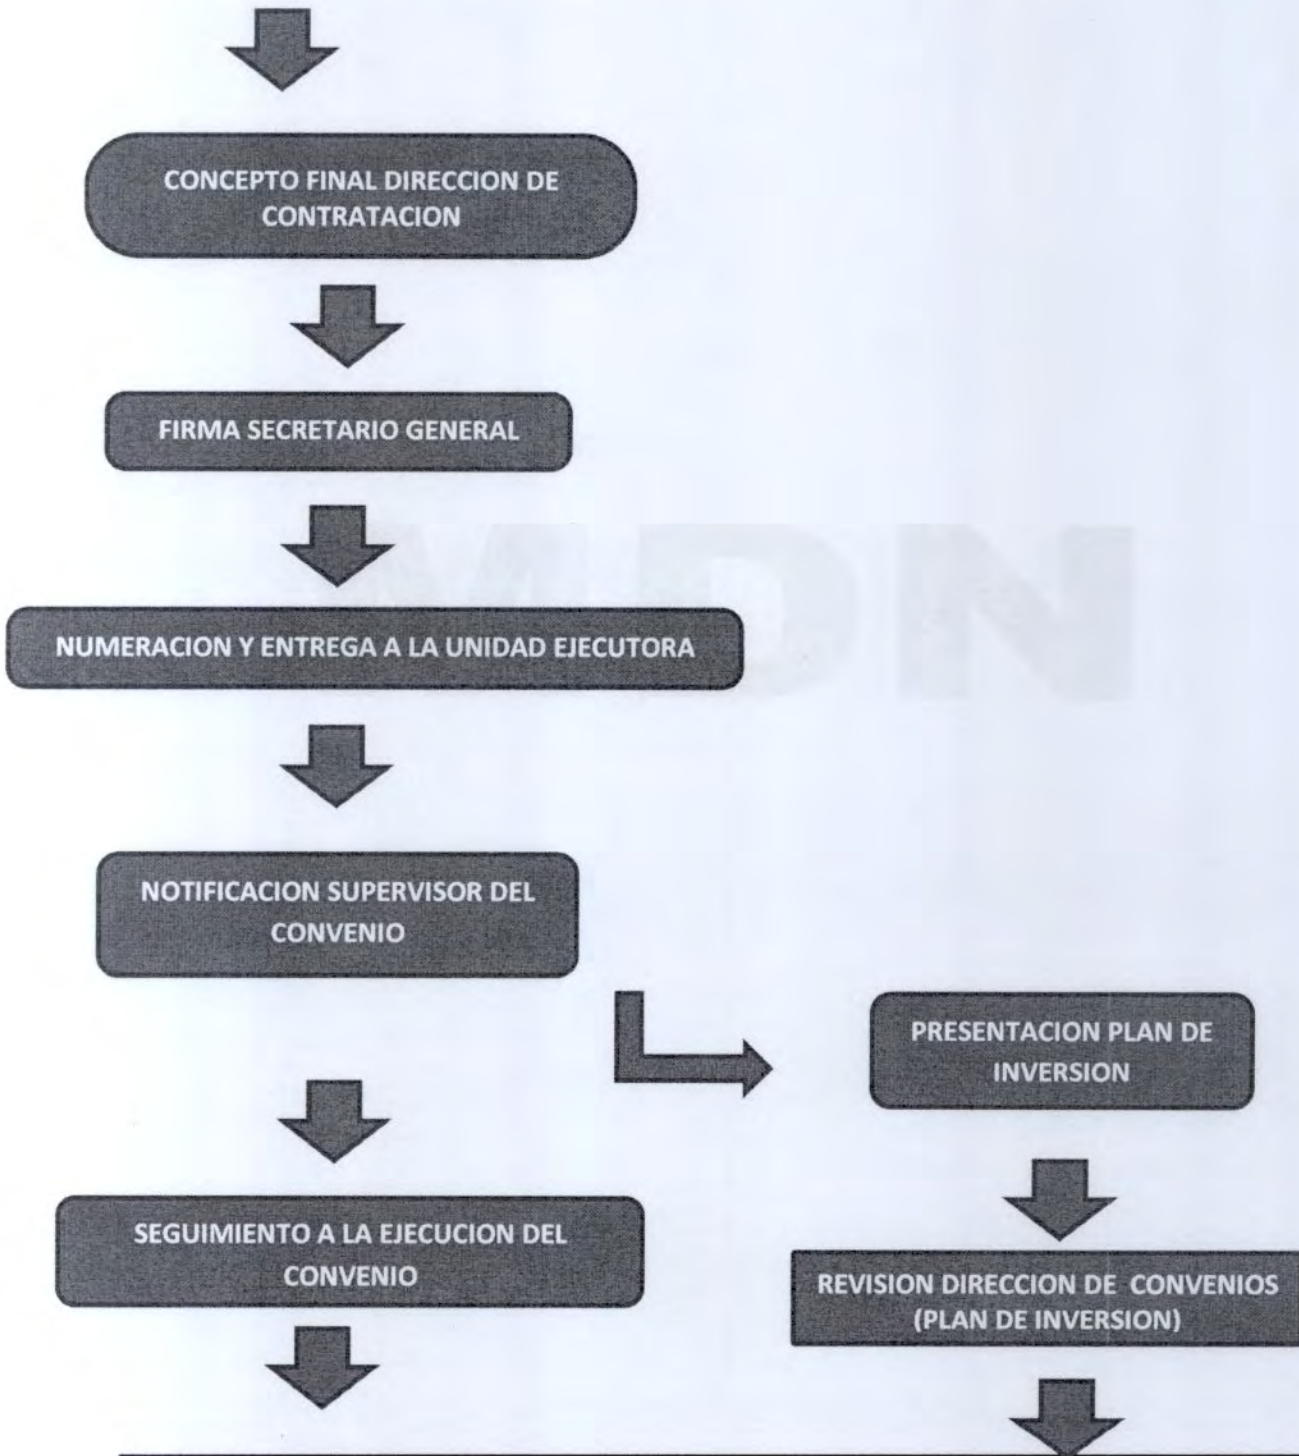 CONCEPTO FINAL DIRECCION DE
CONTRATACION
FIRMA SECRETARIO GENERAL
MDN
NUMERACION Y ENTREGA A LA UNIDAD EJECUTORA
NOTIFICACION SUPERVISOR DEL
CONVENIO
PRESENTACION PLAN DE
INVERSION
SEGUIMIENTO A LA EJECUCION DEL
CONVENIO
REVISION DIRECCION DE CONVENIOS
(PLAN DE INVERSION)